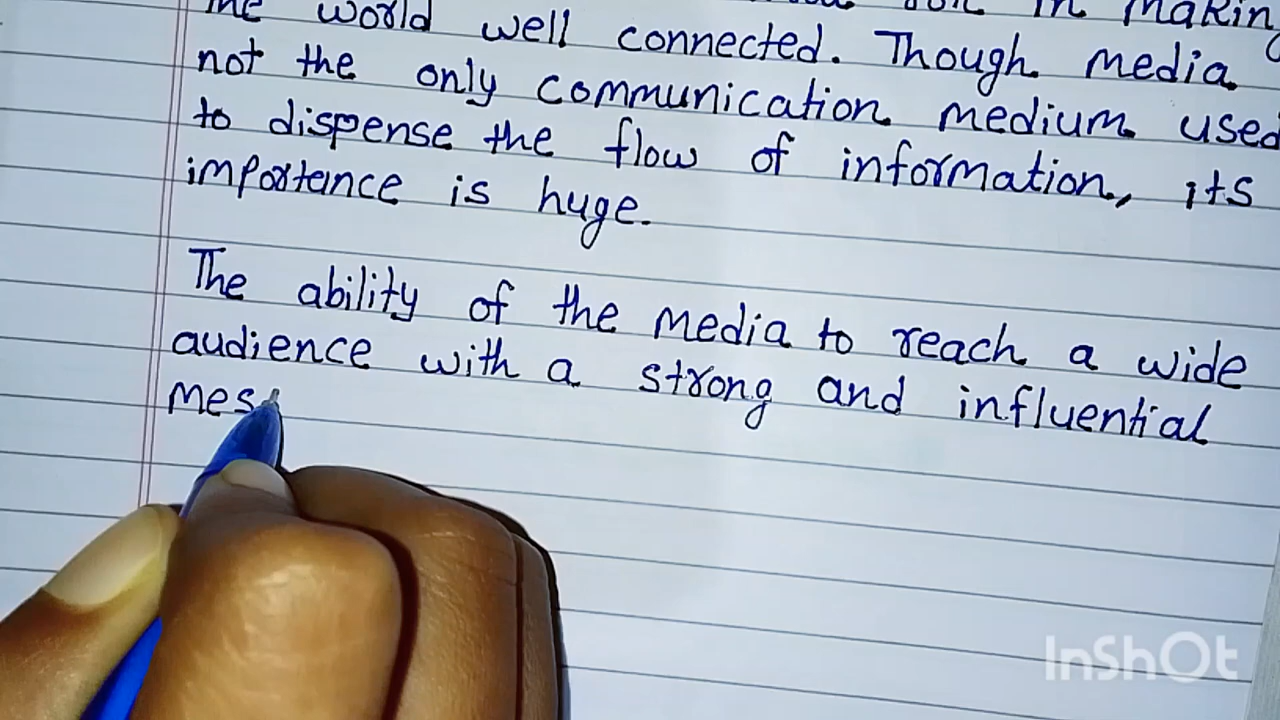 the world well connected. Though media
not the only communication medium used
to dispense the flow of information, its
importance is huge.
The ability of the media to reach a wide
audience with a strong and influential
mes
InShOt